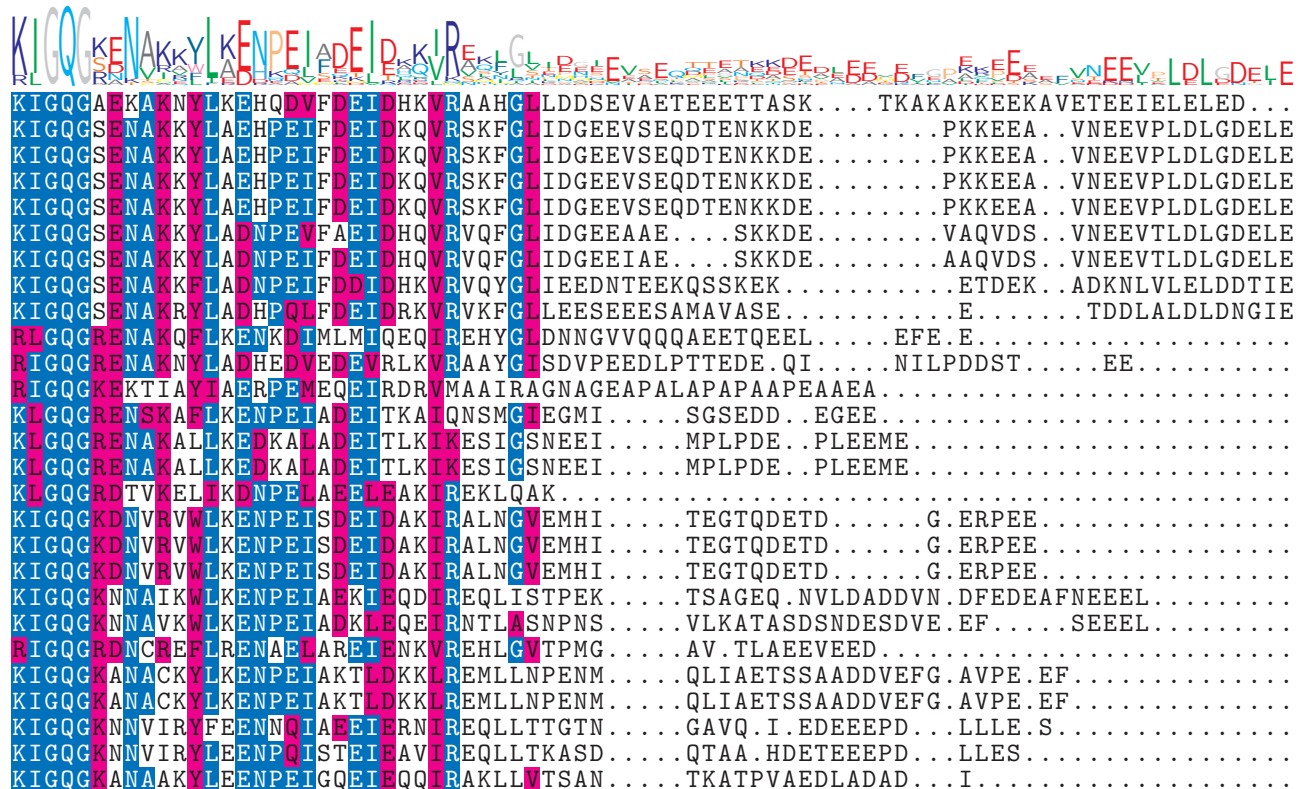 KIGQGAEKAKNYLKEHQDVFDEIDHKVRAAHGLLDDSEVAETEEETTASK.....TKAKAKKEEKAVETEEIELELED...
KIGQGSENAKKYLAEHPEIFDEIDKQVRSKFGLIDGEEVSEQDTENKKDE........PKKEEA..VNEEVPLDLGDELE
KIGQGSENAKKYLAEHPEIFDEIDKQVRSKFGLIDGEEVSEQDTENKKDE........PKKEEA..VNEEVPLDLGDELE
KIGQGSENAKKYLAEHPEIFDEIDKQVRSKFGLIDGEEVSEQDTENKKDE........PKKEEA..VNEEVPLDLGDELE
KIGQGSENAKKYLAEHPEIFDEIDKQVRSKFGLIDGEEVSEQDTENKKDE........PKKEEA..VNEEVPLDLGDELE
KIGQGSENAKKYLADNPEVFAEIDHQVRVQFGLIDGEEAAE....SKKDE........VAQVDS..VNEEVTLDLGDELE
KIGQGSENAKKYLADNPEIFDEIDHQVRVQFGLIDGEEIAE....SKKDE........AAQVDS..VNEEVTLDLGDELE
KIGQGSENAKKFLADNPEIFDDIDHKVRVQYGLIEEDNTEEKQSSKEK..........ETDEK..ADKNLVLELDDTIE
KIGQGSENAKRYLADHPQLFDEIDRKVRVKFGLLEESEEESAMAVASE..........E.......TDDLALDLDNGIE
RLGQGRENAKQFLKENKDIMLMIQEQIREHYGLDNNGVVQQQAEETQEEL.....EFE.E...................
RIGQGRENAKNYLADHEDVEDEVRLKVRAAYGISDVPEEDLPTTEDE.QI.....NILPDDST.....EE.........
RIGQGKEKTIAYIAERPEMEQEIRDRVMAAIRAGNAGEAPALAPAPAAPEAAEA..........................
KLGQGRENSKAFLKENPEIADEITKAIQNSMGIEGMI.....SGSEDD..EGEE..........................
KLGQGRENAKALLKEDKALADEITLKIKESIGSNEEI.....MPLPDE..PLEEME........................
KLGQGRENAKALLKEDKALADEITLKIKESIGSNEEI.....MPLPDE..PLEEME........................
KLGQGRDTVKELIKDNPELAEELEAKIREKLQAK..............................................
KIGQGKDNVRVWLKENPEISDEIDAKIRALNGVEMHI.....TEGTQDETD......G.ERPEE................
KIGQGKDNVRVWLKENPEISDEIDAKIRALNGVEMHI.....TEGTQDETD......G.ERPEE................
KIGQGKDNVRVWLKENPEISDEIDAKIRALNGVEMHI.....TEGTQDETD......G.ERPEE................
KIGQGKNNAIKWLKENPEIAEKIEQDIREQLISTPEK.....TSAGEQ.NVLDADDVN.DFEDEAFNEEEL.........
KIGQGKNNAVKWLKENPEIADKLEQEIRNTLASNPNS.....VLKATASDSNDESDVE.EF.....SEEEL.........
RIGQGRDNCREFLRENAELAREIENKVREHLGVTPMG.....AV.TLAEEVEED..........................
KIGQGKANACKYLKENPEIAKTLDKKLREMLLNPENM.....QLIAETSSAADDVEFG.AVPE.EF..............
KIGQGKANACKYLKENPEIAKTLDKKLREMLLNPENM.....QLIAETSSAADDVEFG.AVPE.EF..............
KIGQGKNNVIRYFEENNQIAEEIERNIREQLLTTGTN.....GAVQ.I.EDEEEPD....LLLE.S..............
KIGQGKNNVIRYLEENPQISTEIEAVIREQLLTKASD.....QTAA.HDETEEEPD....LLES................
KIGQGKANAAKYLEENPEIGQEIEQQIRAKLLVTSAN.....TKATPVAEDLADAD....I...................